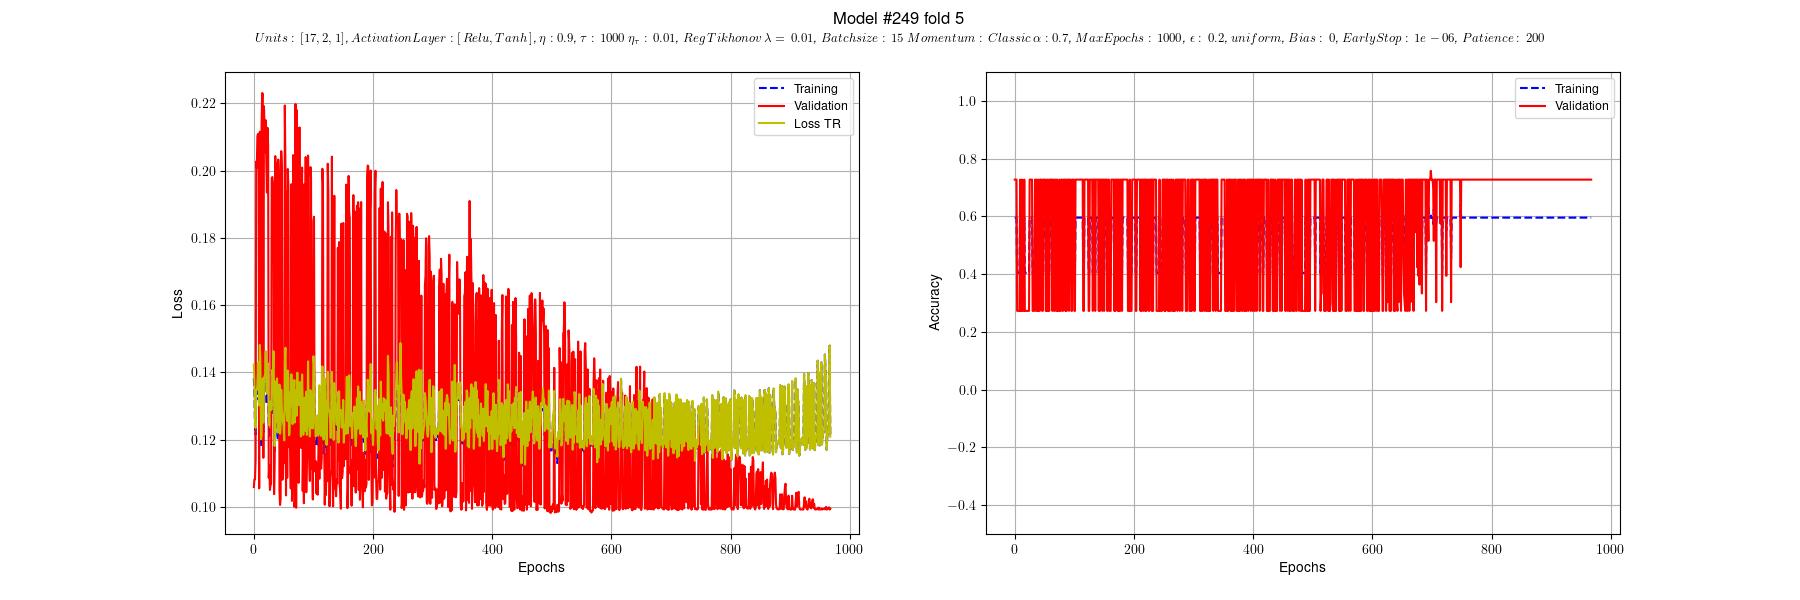 Model #249 fold 5
Units : [17, 2, 1], ActivationLayer : [ Relu, Tanh], η : 0.9, τ : 1000 ητ : 0.01, RegTikhonov λ = 0.01, Batchsize : 15 Momentum : Classic α : 0.7, MaxEpochs : 1000, ϵ : 0.2, uniform, Bias : 0, EarlyStop : 1e − 06, Patience : 200
Loss
0.22
0.20
0.18
0.16
0.14
0.12
0.10
Training
Validation
Loss TR
0 200 400 600 800 1000
Epochs
Accuracy
1.0
0.8
0.6
0.4
0.2
0.0
−0.2
−0.4
Training
Validation
0 200 400 600 800 1000
Epochs